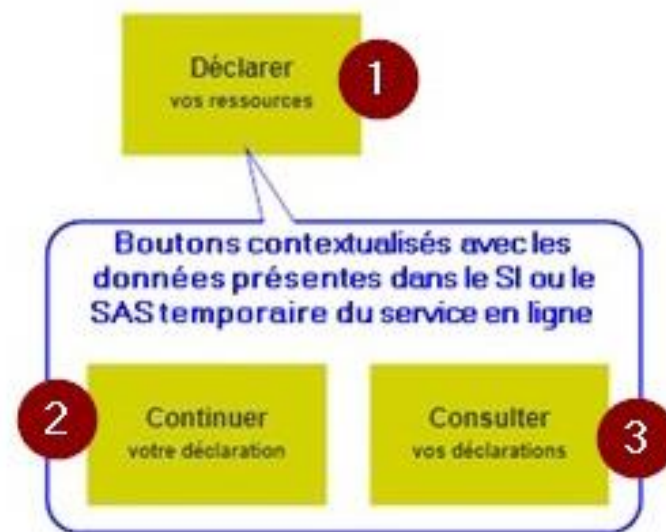 Déclarer
vos ressources
1
Boutons contextualisés avec les
données présentes dans le SI ou le
SAS temporaire du service en ligne
2
Continuer
votre déclaration
Consulter
vos déclarations
3